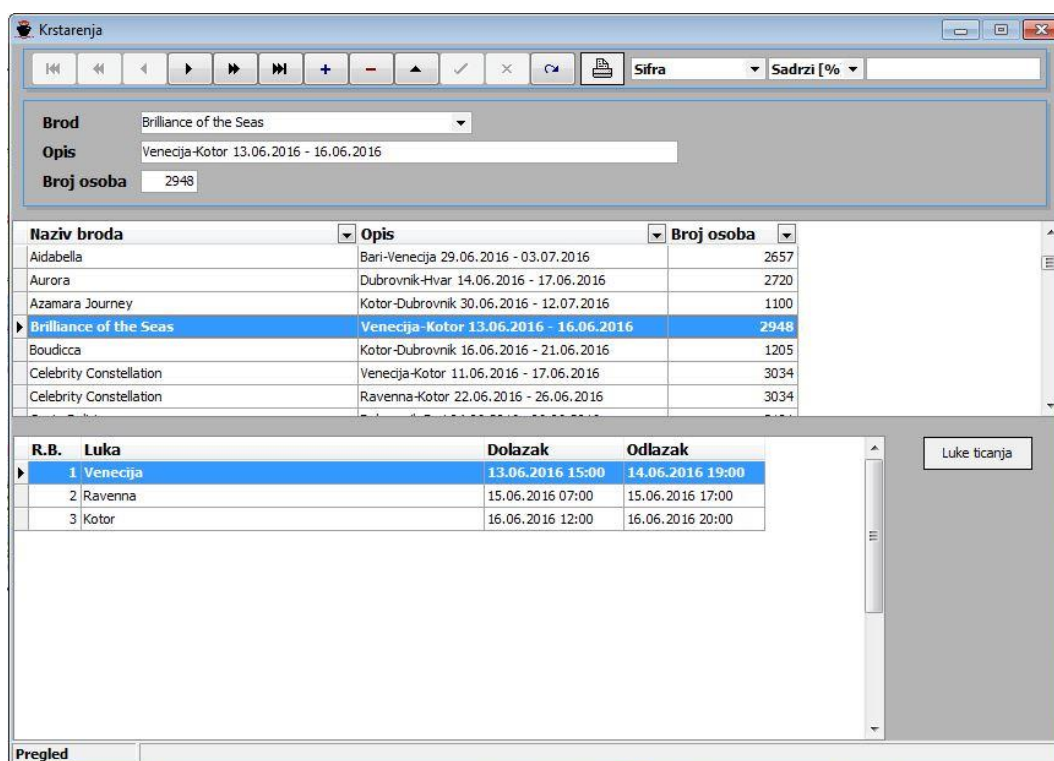 Krstarenja
Sifra Sadrzi [%
Brod Brilliance of the Seas
Opis Venecija-Kotor 13.06.2016 - 16.06.2016
Broj osoba 2948
Naziv broda Opis Broj osoba
Aidabella Bari-Venecija 29.06.2016 - 03.07.2016 2657
Aurora Dubrovnik-Hvar 14.06.2016 - 17.06.2016 2720
Azamara Journey Kotor-Dubrovnik 30.06.2016 - 12.07.2016 1100
Brilliance of the Seas Venecija-Kotor 13.06.2016 - 16.06.2016 2948
Boudicca Kotor-Dubrovnik 16.06.2016 - 21.06.2016 1205
Celebrity Constellation Venecija-Kotor 11.06.2016 - 17.06.2016 3034
Celebrity Constellation Ravenna-Kotor 22.06.2016 - 26.06.2016 3034
R.B. Luka Dolazak Odlazak
1 Venecija 13.06.2016 15:00 14.06.2016 19:00
2 Ravenna 15.06.2016 07:00 15.06.2016 17:00
3 Kotor 16.06.2016 12:00 16.06.2016 20:00
Luke ticanja
Pregled